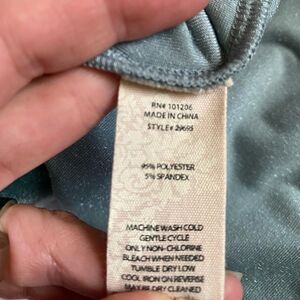 RN# 101206
MADE IN CHINA
STYLE# 29695
95% POLYESTER
5% SPANDEX
MACHINE WASH COLD
GENTLE CYCLE
ONLY NON-CHLORINE
BLEACH WHEN NEEDED
TUMBLE DRY LOW
COOL IRON ON REVERSE
MAY BE DRY CLEANED